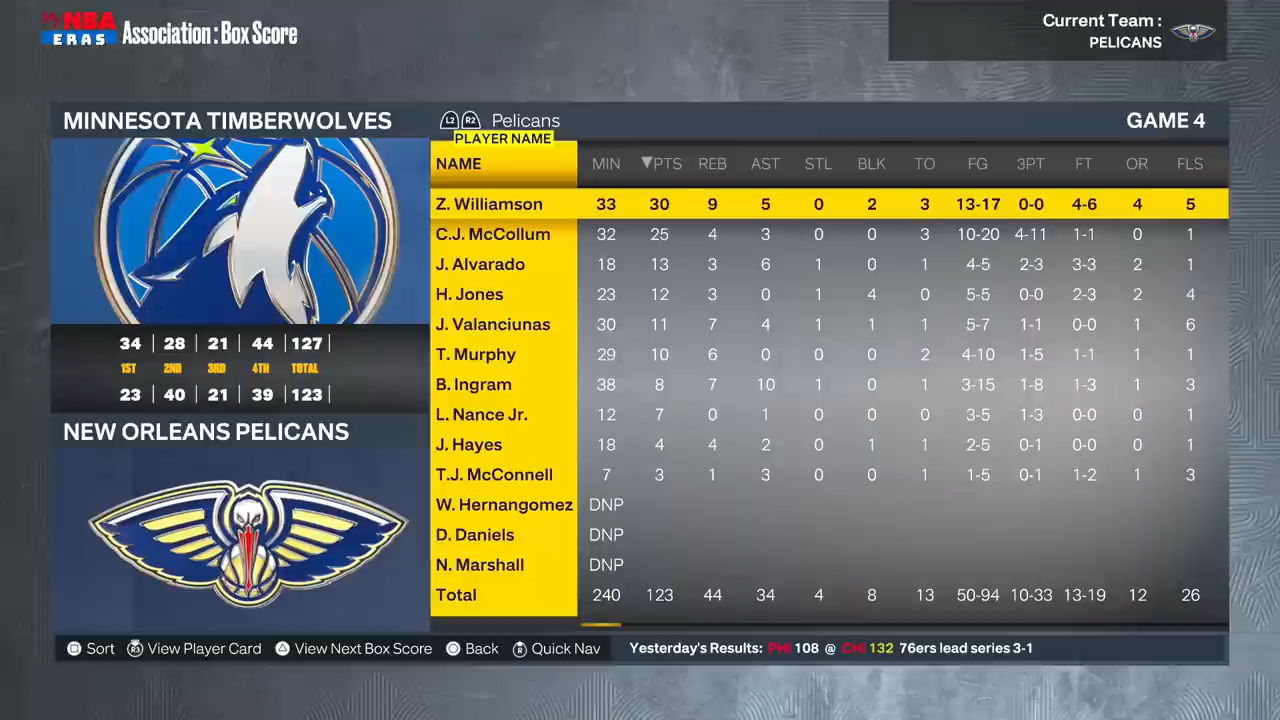 My NBA ERAS Association : Box Score
Current Team :
PELICANS
MINNESOTA TIMBERWOLVES
34 | 28 | 21 | 44 | 127 |
1ST 2ND 3RD 4TH TOTAL
23 | 40 | 21 | 39 | 123 |
NEW ORLEANS PELICANS
L2 R2 Pelicans GAME 4
PLAYER NAME
NAME MIN ▼PTS REB AST STL BLK TO FG 3PT FT OR FLS
Z. Williamson 33 30 9 5 0 2 3 13-17 0-0 4-6 4 5
C.J. McCollum 32 25 4 3 0 0 3 10-20 4-11 1-1 0 1
J. Alvarado 18 13 3 6 1 0 1 4-5 2-3 3-3 2 1
H. Jones 23 12 3 0 1 4 0 5-5 0-0 2-3 2 4
J. Valanciunas 30 11 7 4 1 1 1 5-7 1-1 0-0 1 6
T. Murphy 29 10 6 0 0 0 2 4-10 1-5 1-1 1 1
B. Ingram 38 8 7 10 1 0 1 3-15 1-8 1-3 1 3
L. Nance Jr. 12 7 0 1 0 0 0 3-5 1-3 0-0 0 1
J. Hayes 18 4 4 2 0 1 1 2-5 0-1 0-0 0 1
T.J. McConnell 7 3 1 3 0 0 1 1-5 0-1 1-2 1 3
W. Hernangomez DNP
D. Daniels DNP
N. Marshall DNP
Total 240 123 44 34 4 8 13 50-94 10-33 13-19 12 26
Sort R3 View Player Card View Next Box Score Back R Quick Nav Yesterday's Results: PHI 108 @ CHI 132 76ers lead series 3-1